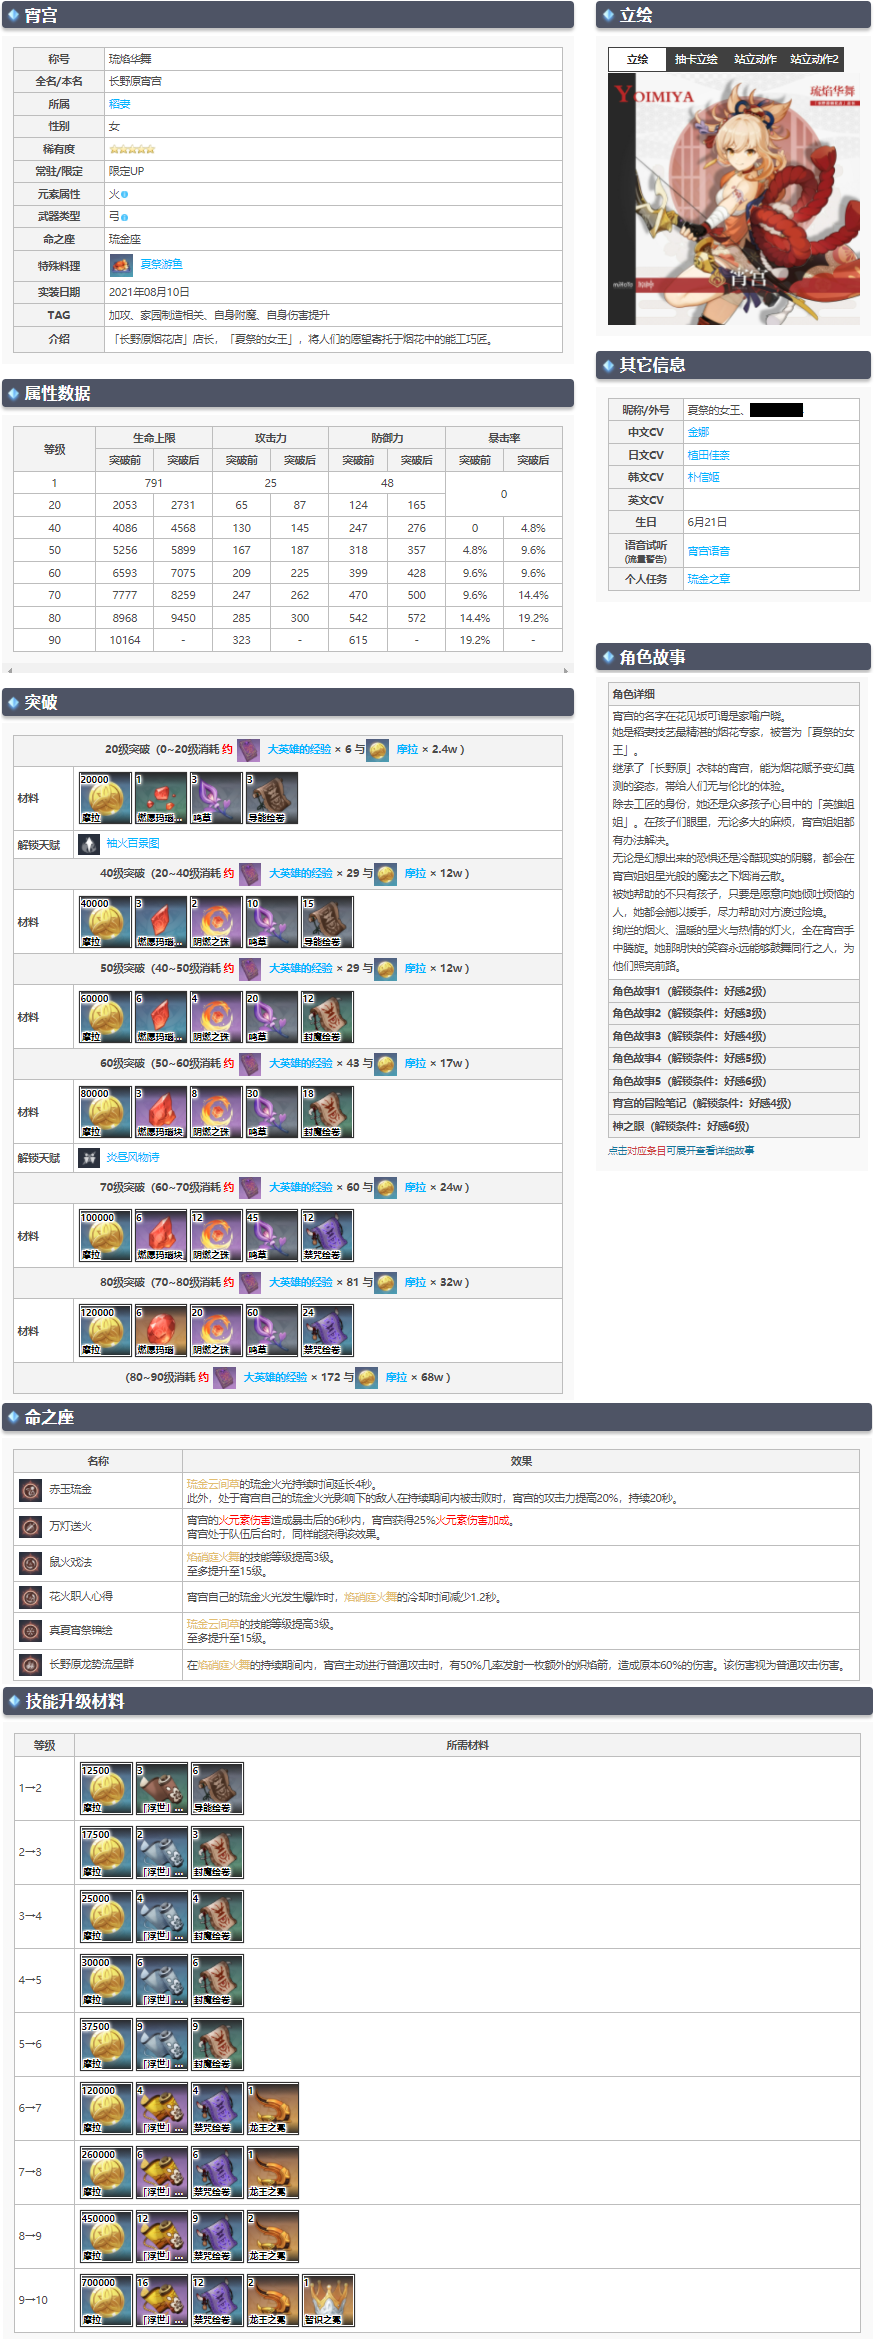 宵宫
称号 琉焰华舞
全名/本名 长野原宵宫
所属 稻妻
性别 女
稀有度
常驻/限定 限定UP
元素属性 火
武器类型 弓
命之座 琉金座
特殊料理 夏祭游鱼
实装日期 2021年08月10日
TAG 加攻、家园制造相关、自身附魔、自身伤害提升
介绍 「长野原烟花店」店长，「夏祭的女王」，将人们的愿望寄托于烟花中的能工巧匠。
立绘
立绘 抽卡立绘 站立动作 站立动作2
YOIMIYA
琉焰华舞
宵宫
其它信息
昵称/外号 夏祭的女王、
中文CV 金娜
日文CV 植田佳奈
韩文CV 朴信姬
英文CV
生日 6月21日
语音试听 宵宫语音
(流量警告)
个人任务 琉金之章
属性数据
等级 生命上限 攻击力 防御力 暴击率
突破前 突破后 突破前 突破后 突破前 突破后 突破前 突破后
1 791 25 48 0
20 2053 2731 65 87 124 165
40 4086 4568 130 145 247 276 0 4.8%
50 5256 5899 167 187 318 357 4.8% 9.6%
60 6593 7075 209 225 399 428 9.6% 9.6%
70 7777 8259 247 262 470 500 9.6% 14.4%
80 8968 9450 285 300 542 572 14.4% 19.2%
90 10164 - 323 - 615 - 19.2% -
角色故事
角色详细
宵宫的名字在花见坂可谓是家喻户晓。
她是稻妻技艺最精湛的烟花专家，被誉为「夏祭的女
王」。
继承了「长野原」衣钵的宵宫，能为烟花赋予变幻莫
测的姿态，带给人们无与伦比的体验。
除去工匠的身份，她还是众多孩子心目中的「英雄姐
姐」。在孩子们眼里，无论多大的麻烦，宵宫姐姐都
有办法解决。
无论是幻想出来的恐惧还是冷酷现实的阴翳，都会在
宵宫姐姐星光般的魔法之下烟消云散。
被她帮助的不只有孩子，只要是愿意向她倾吐烦恼的
人，她都会施以援手，尽力帮助对方渡过险境。
绚烂的烟火、温暖的星火与热情的灯火，全在宵宫手
中腾旋。她那明快的笑容永远能够鼓舞同行之人，为
他们照亮前路。
角色故事1（解锁条件：好感2级）
角色故事2（解锁条件：好感3级）
角色故事3（解锁条件：好感4级）
角色故事4（解锁条件：好感5级）
角色故事5（解锁条件：好感6级）
宵宫的冒险笔记（解锁条件：好感4级）
神之眼（解锁条件：好感6级）
点击对应条目可展开查看详细故事
突破
20级突破（0~20级消耗 约 大英雄的经验 × 6 与 摩拉 × 2.4w ）
材料
20000 1 3 3
摩拉 燃愿玛瑙... 鸣草 导能绘卷
解锁天赋 袖火百景图
40级突破（20~40级消耗 约 大英雄的经验 × 29 与 摩拉 × 12w ）
材料
40000 3 2 10 15
摩拉 燃愿玛瑙... 阴燃之珠 鸣草 导能绘卷
50级突破（40~50级消耗 约 大英雄的经验 × 29 与 摩拉 × 12w ）
材料
60000 6 4 20 12
摩拉 燃愿玛瑙... 阴燃之珠 鸣草 封魔绘卷
60级突破（50~60级消耗 约 大英雄的经验 × 43 与 摩拉 × 17w ）
材料
80000 3 8 30 18
摩拉 燃愿玛瑙块 阴燃之珠 鸣草 封魔绘卷
解锁天赋 炎昼风物诗
70级突破（60~70级消耗 约 大英雄的经验 × 60 与 摩拉 × 24w ）
材料
100000 6 12 45 12
摩拉 燃愿玛瑙块 阴燃之珠 鸣草 禁咒绘卷
80级突破（70~80级消耗 约 大英雄的经验 × 81 与 摩拉 × 32w ）
材料
120000 6 20 60 24
摩拉 燃愿玛瑙 阴燃之珠 鸣草 禁咒绘卷
(80~90级消耗 约 大英雄的经验 × 172 与 摩拉 × 68w )
命之座
名称 效果
赤玉琉金
琉金云间草的琉金火光持续时间延长4秒。
此外，处于宵宫自己的琉金火光影响下的敌人在持续期间内被击败时，宵宫的攻击力提高20%，持续20秒。
万灯送火
宵宫的火元素伤害造成暴击后的6秒内，宵宫获得25%火元素伤害加成。
宵宫处于队伍后台时，同样能获得该效果。
鼠火戏法
焰硝庭火舞的技能等级提高3级。
至多提升至15级。
花火职人心得
宵宫自己的琉金火光发生爆炸时，焰硝庭火舞的冷却时间减少1.2秒。
真夏宵祭锦绘
琉金云间草的技能等级提高3级。
至多提升至15级。
长野原龙势流星群
在焰硝庭火舞的持续期间内，宵宫主动进行普通攻击时，有50%几率发射一枚额外的炽焰箭，造成原本60%的伤害。该伤害视为普通攻击伤害。
技能升级材料
等级 所需材料
1→2
12500 3 6
摩拉 「浮世」... 导能绘卷
2→3
17500 2 3
摩拉 「浮世」... 封魔绘卷
3→4
25000 4 4
摩拉 「浮世」... 封魔绘卷
4→5
30000 6 6
摩拉 「浮世」... 封魔绘卷
5→6
37500 9 9
摩拉 「浮世」... 封魔绘卷
6→7
120000 4 4 1
摩拉 「浮世」... 禁咒绘卷 龙王之冕
7→8
260000 6 6 1
摩拉 「浮世」... 禁咒绘卷 龙王之冕
8→9
450000 12 9 2
摩拉 「浮世」... 禁咒绘卷 龙王之冕
9→10
700000 16 12 2 1
摩拉 「浮世」... 禁咒绘卷 龙王之冕 智识之冕